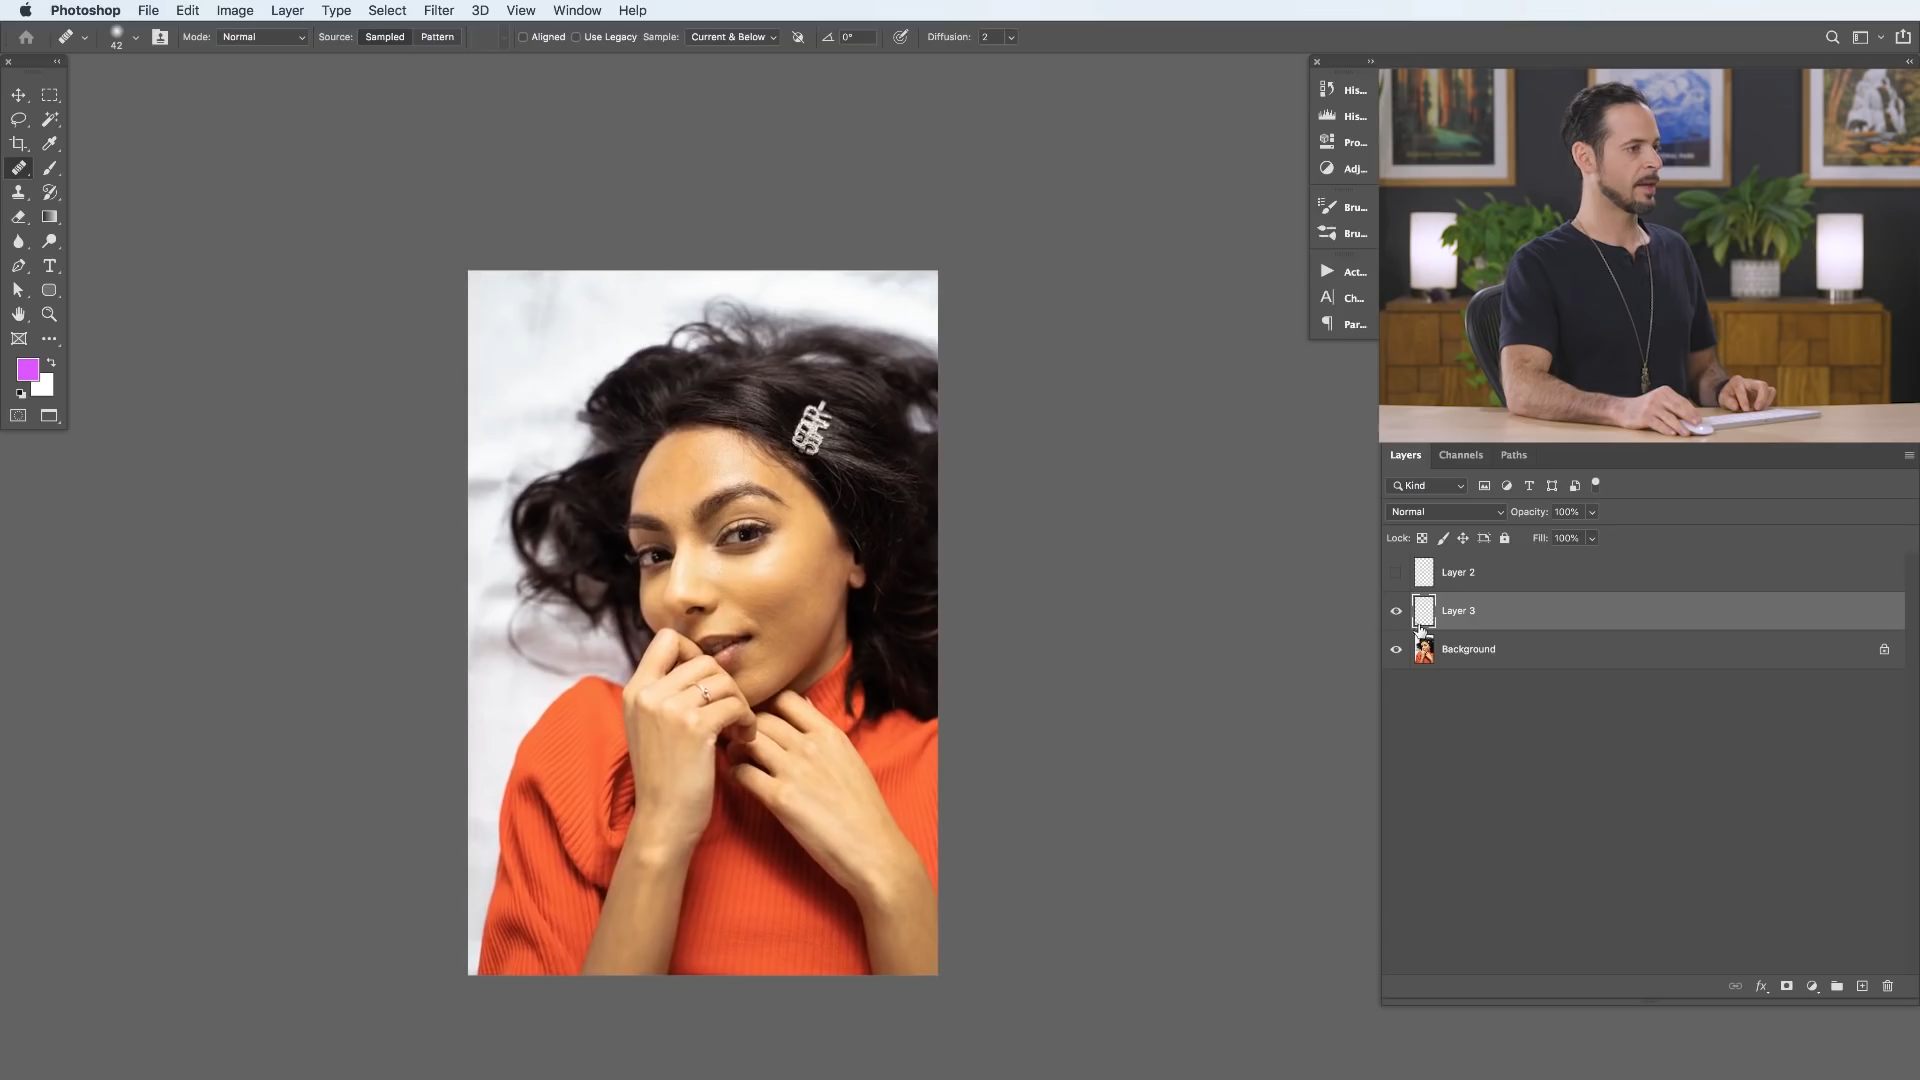 Photoshop File Edit Image Layer Type Select Filter 3D View Window Help
42 Mode: Normal Source: Sampled Pattern Aligned Use Legacy Sample: Current & Below 0° Diffusion: 2
His...
His...
Pro...
Adj...
Bru...
Bru...
Act...
Ch...
Par...
Layers Channels Paths
Kind
Normal Opacity: 100%
Lock: Fill: 100%
Layer 2
Layer 3
Background